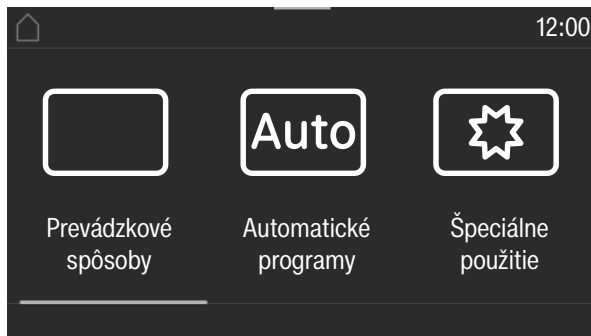 12:00
Auto
Prevádzkové
spôsoby
Automatické
programy
Špeciálne
použitie